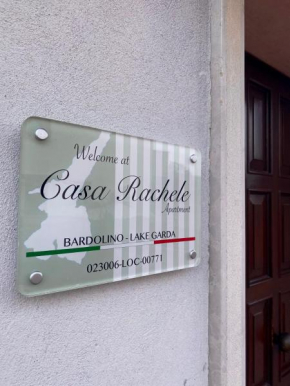 Welcome at
Casa Rachele
Apartment
BARDOLINO - LAKE GARDA
023006-LOC-00771